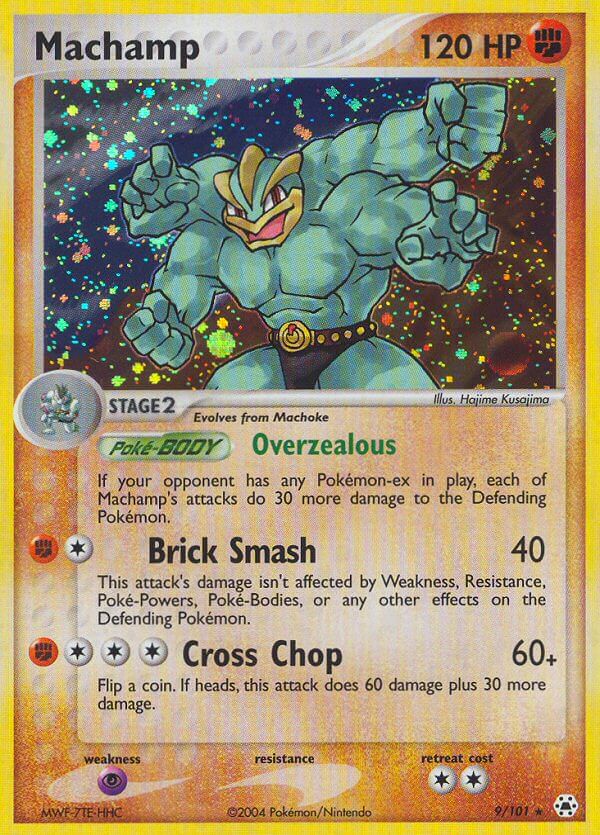 Machamp 120 HP
Illus. Hajime Kusajima
STAGE 2
Evolves from Machoke
Poké-BODY Overzealous
If your opponent has any Pokémon-ex in play, each of
Machamp's attacks do 30 more damage to the Defending
Pokémon.
Brick Smash 40
This attack's damage isn't affected by Weakness, Resistance,
Poké-Powers, Poké-Bodies, or any other effects on the
Defending Pokémon.
Cross Chop 60+
Flip a coin. If heads, this attack does 60 damage plus 30 more
damage.
weakness resistance retreat cost
MWF-7TE-HHC ©2004 Pokémon/Nintendo 9/101 ★